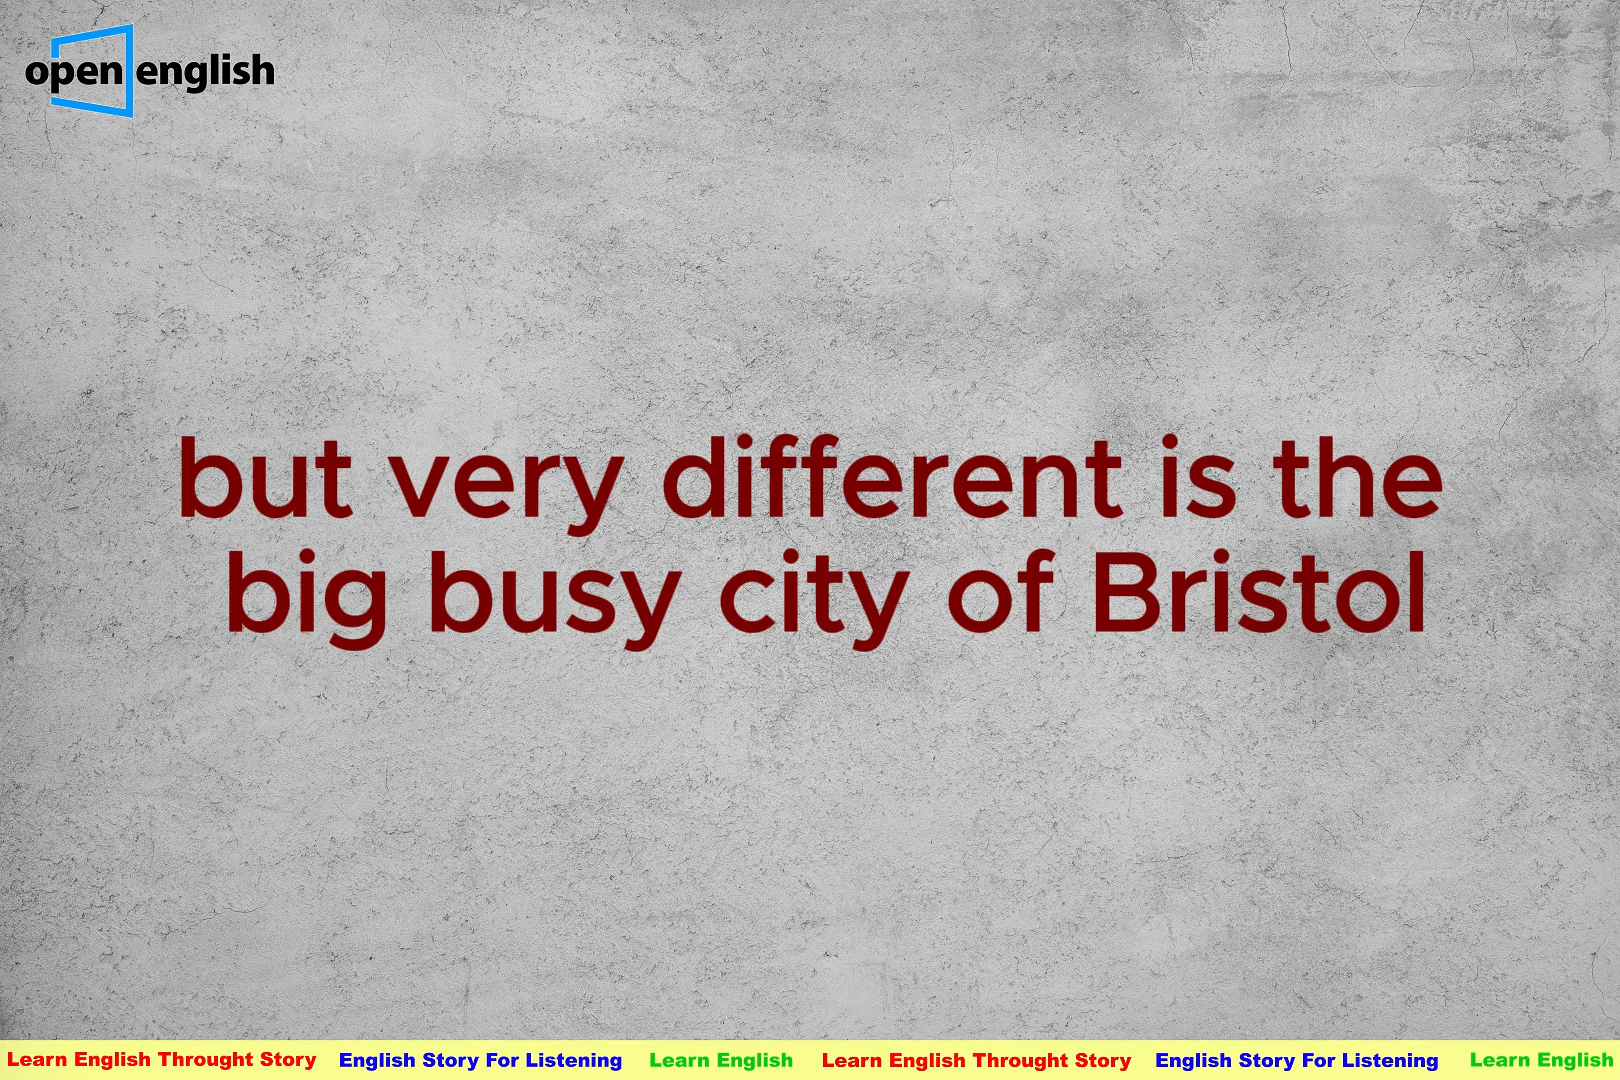 open english
but very different is the
big busy city of Bristol
Learn English Throught Story English Story For Listening Learn English Learn English Throught Story English Story For Listening Learn English